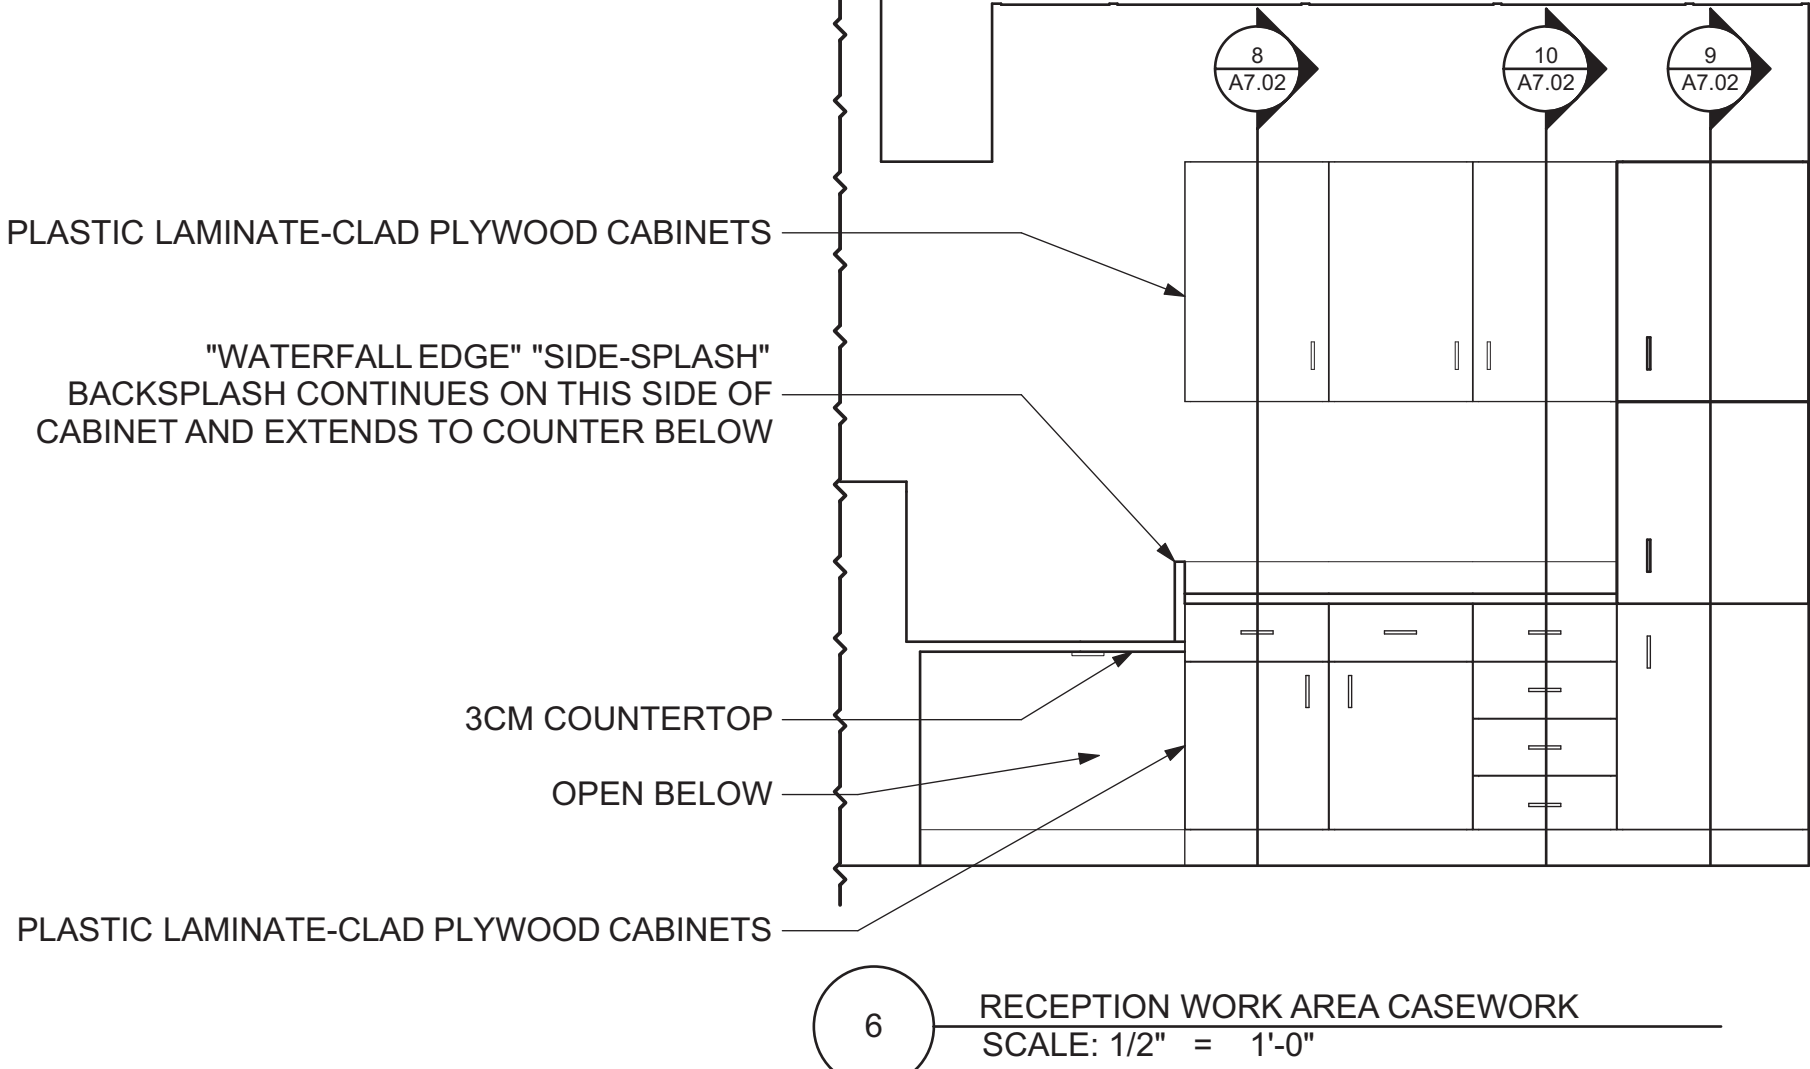 8
A7.02
10
A7.02
9
A7.02
PLASTIC LAMINATE-CLAD PLYWOOD CABINETS
"WATERFALL EDGE" "SIDE-SPLASH"
BACKSPLASH CONTINUES ON THIS SIDE OF
CABINET AND EXTENDS TO COUNTER BELOW
3CM COUNTERTOP
OPEN BELOW
PLASTIC LAMINATE-CLAD PLYWOOD CABINETS
6
RECEPTION WORK AREA CASEWORK
SCALE: 1/2" = 1'-0"